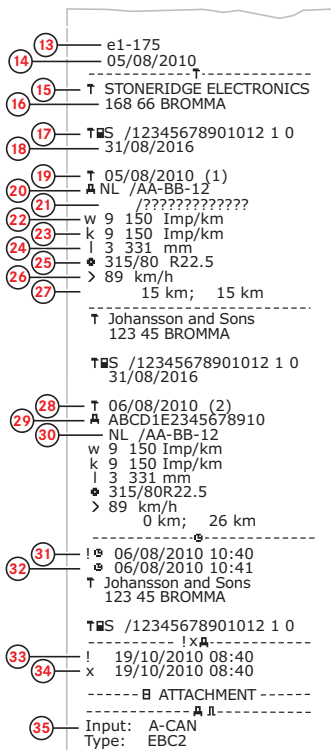 13 e1-175
14 05/08/2010
15 STONERIDGE ELECTRONICS
16 168 66 BROMMA
17 S /12345678901012 1 0
18 31/08/2016
19 05/08/2010 (1)
20 NL /AA-BB-12
21 /?????????????
22 w 9 150 Imp/km
23 k 9 150 Imp/km
24 l 3 331 mm
25 315/80 R22.5
26 > 89 km/h
27 15 km; 15 km
Johansson and Sons
123 45 BROMMA
S /12345678901012 1 0
31/08/2016
28 06/08/2010 (2)
29 ABCD1E2345678910
30 NL /AA-BB-12
w 9 150 Imp/km
k 9 150 Imp/km
l 3 331 mm
315/80R22.5
> 89 km/h
0 km; 26 km
31 ! 06/08/2010 10:40
32 06/08/2010 10:41
Johansson and Sons
123 45 BROMMA
S /12345678901012 1 0
!x
33 ! 19/10/2010 08:40
34 x 19/10/2010 08:40
------ ATTACHMENT ------
35 Input: A-CAN
Type: EBC2